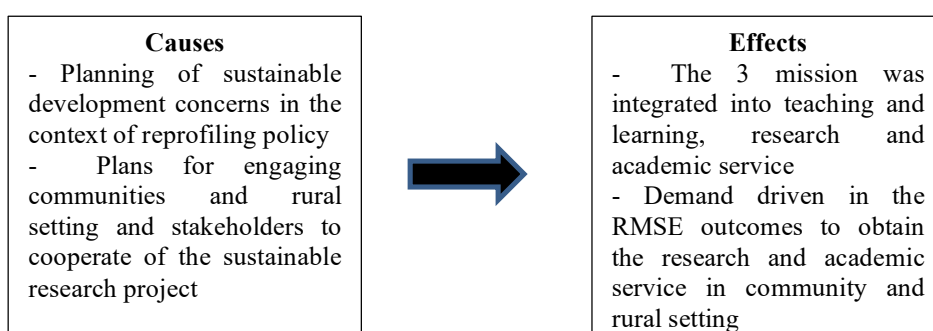 Causes
- Planning of sustainable
development concerns in the
context of reprofiling policy
- Plans for engaging
communities and rural
setting and stakeholders to
cooperate of the sustainable
research project
Effects
- The 3 mission was
integrated into teaching and
learning, research and
academic service
- Demand driven in the
RMSE outcomes to obtain
the research and academic
service in community and
rural setting